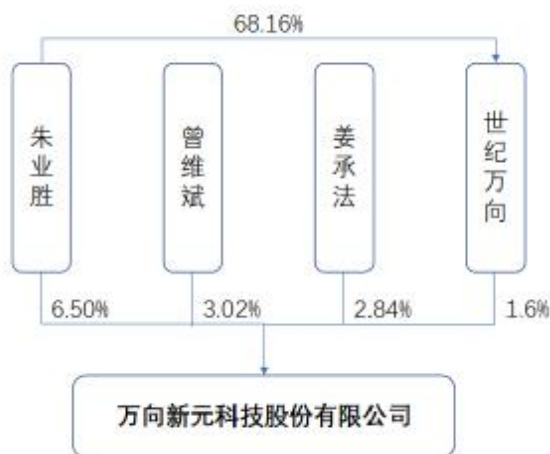 68.16%
朱业胜
曾维斌
姜承法
世纪万向
6.50%
3.02%
2.84%
1.6%
万向新元科技股份有限公司